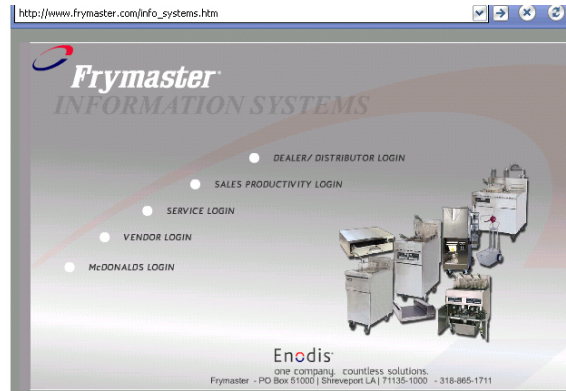 http://www.frymaster.com/info_systems.htm
Frymaster
INFORMATION SYSTEMS
DEALER/ DISTRIBUTOR LOGIN
SALES PRODUCTIVITY LOGIN
SERVICE LOGIN
VENDOR LOGIN
McDONALDS LOGIN
Enodis
one company. countless solutions.
Frymaster - PO Box 51000 | Shreveport LA | 71135-1000 - 318-865-1711